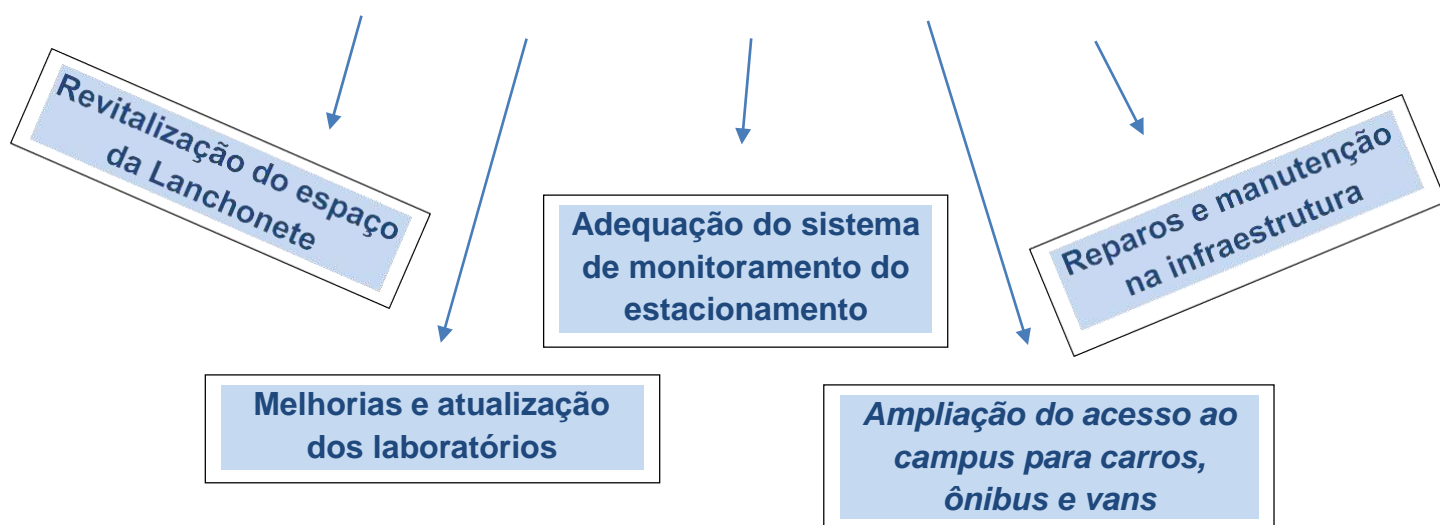 Revitalização do espaço
da Lanchonete
Adequação do sistema
de monitoramento do
estacionamento
Reparos e manutenção
na infraestrutura
Melhorias e atualização
dos laboratórios
Ampliação do acesso ao
campus para carros,
ônibus e vans